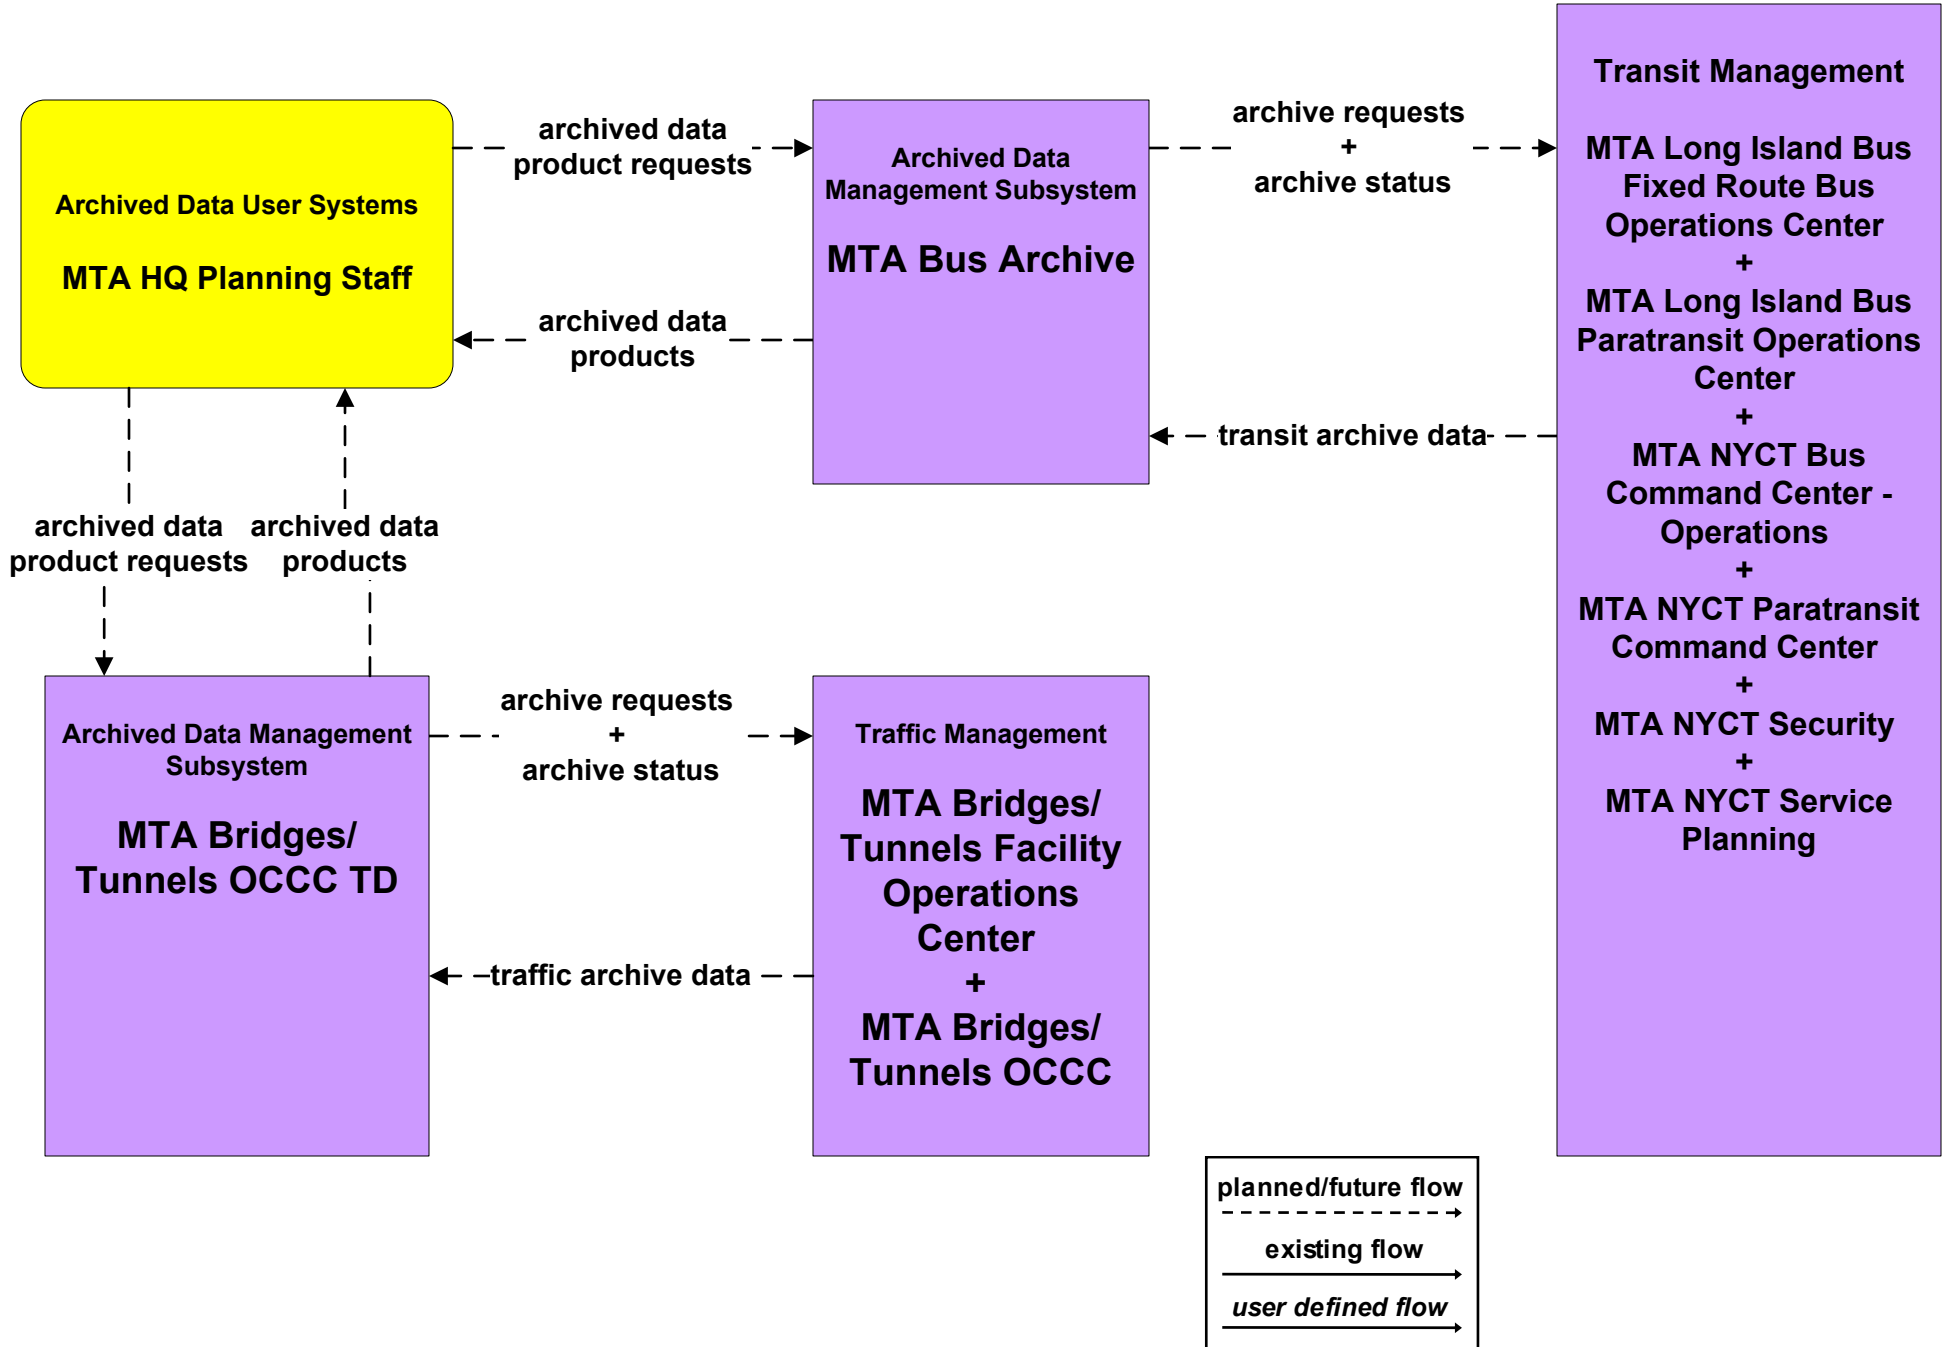 Archived Data User Systems
MTA HQ Planning Staff
archived data
product requests
archived data
products
Archived Data
Management Subsystem
MTA Bus Archive
archive requests
+
archive status
transit archive data
Transit Management
MTA Long Island Bus
Fixed Route Bus
Operations Center
+
MTA Long Island Bus
Paratransit Operations
Center
+
MTA NYCT Bus
Command Center -
Operations
+
MTA NYCT Paratransit
Command Center
+
MTA NYCT Security
+
MTA NYCT Service
Planning
archived data
product requests
archived data
products
Archived Data Management
Subsystem
MTA Bridges/
Tunnels OCCC TD
archive requests
+
archive status
traffic archive data
Traffic Management
MTA Bridges/
Tunnels Facility
Operations
Center
+
MTA Bridges/
Tunnels OCCC
planned/future flow
existing flow
user defined flow